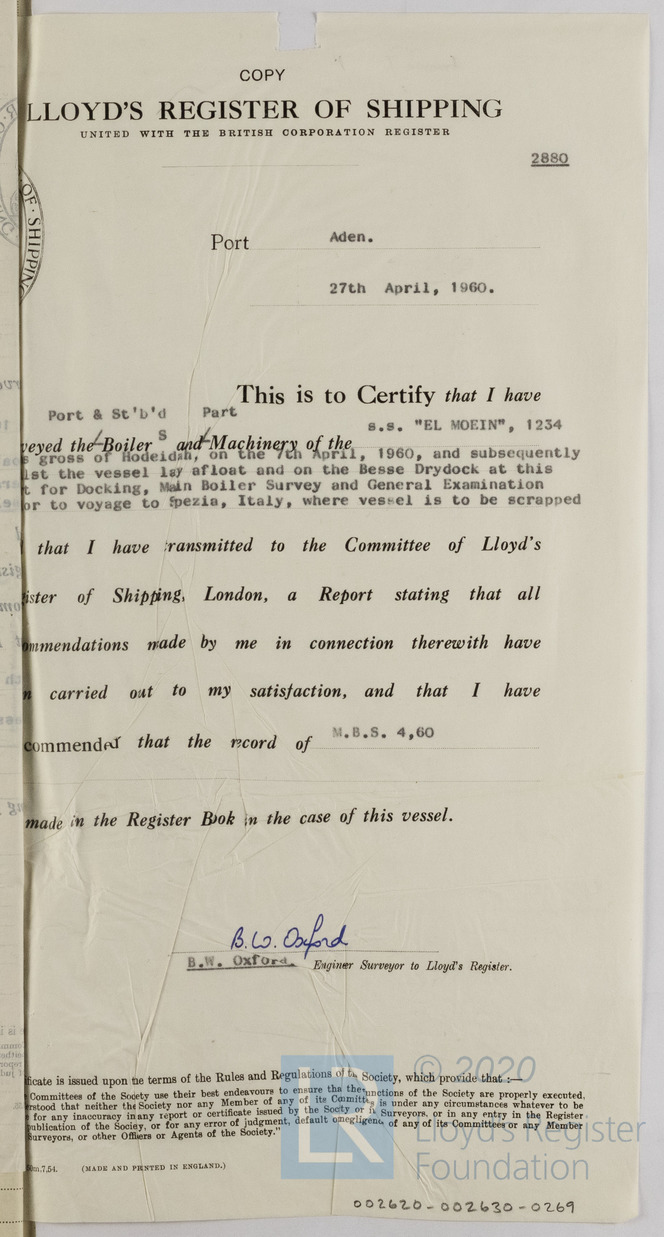 COPY
LLOYD'S REGISTER OF SHIPPING
UNITED WITH THE BRITISH CORPORATION REGISTER
2880
OF·SHIPPING
Port Aden.
27th April, 1960.
This is to Certify that I have
Port & St'b'd Part
s.s. "EL MOEIN", 1234
veyed the Boiler s and Machinery of the
s gross of Hodeidah, on the 7th April, 1960, and subsequently
lst the vessel lay afloat and on the Besse Drydock at this
t for Docking, Main Boiler Survey and General Examination
or to voyage to Spezia, Italy, where vessel is to be scrapped
that I have transmitted to the Committee of Lloyd's
ister of Shipping, London, a Report stating that all
ommendations made by me in connection therewith have
n carried out to my satisfaction, and that I have
commended that the record of M.B.S. 4,60
made in the Register Book in the case of this vessel.
B.W. Oxford
B.W. Oxford. Engineer Surveyor to Lloyd's Register.
ficate is issued upon the terms of the Rules and Regulations of the Society, which provide that :—
Committees of the Society use their best endeavours to ensure that the functions of the Society are properly executed,
rstood that neither the Society nor any Member of any of its Committees is under any circumstances whatever to be
for any inaccuracy in any report or certificate issued by the Society or its Surveyors, or in any entry in the Register
ublication of the Society, or for any error of judgment, default or negligence of any of its Committees or any Member
Surveyors, or other Officers or Agents of the Society."
0m.7.54. (MADE AND PRINTED IN ENGLAND.)
© 2020
Lloyd's Register
Foundation
002620-002630-0269